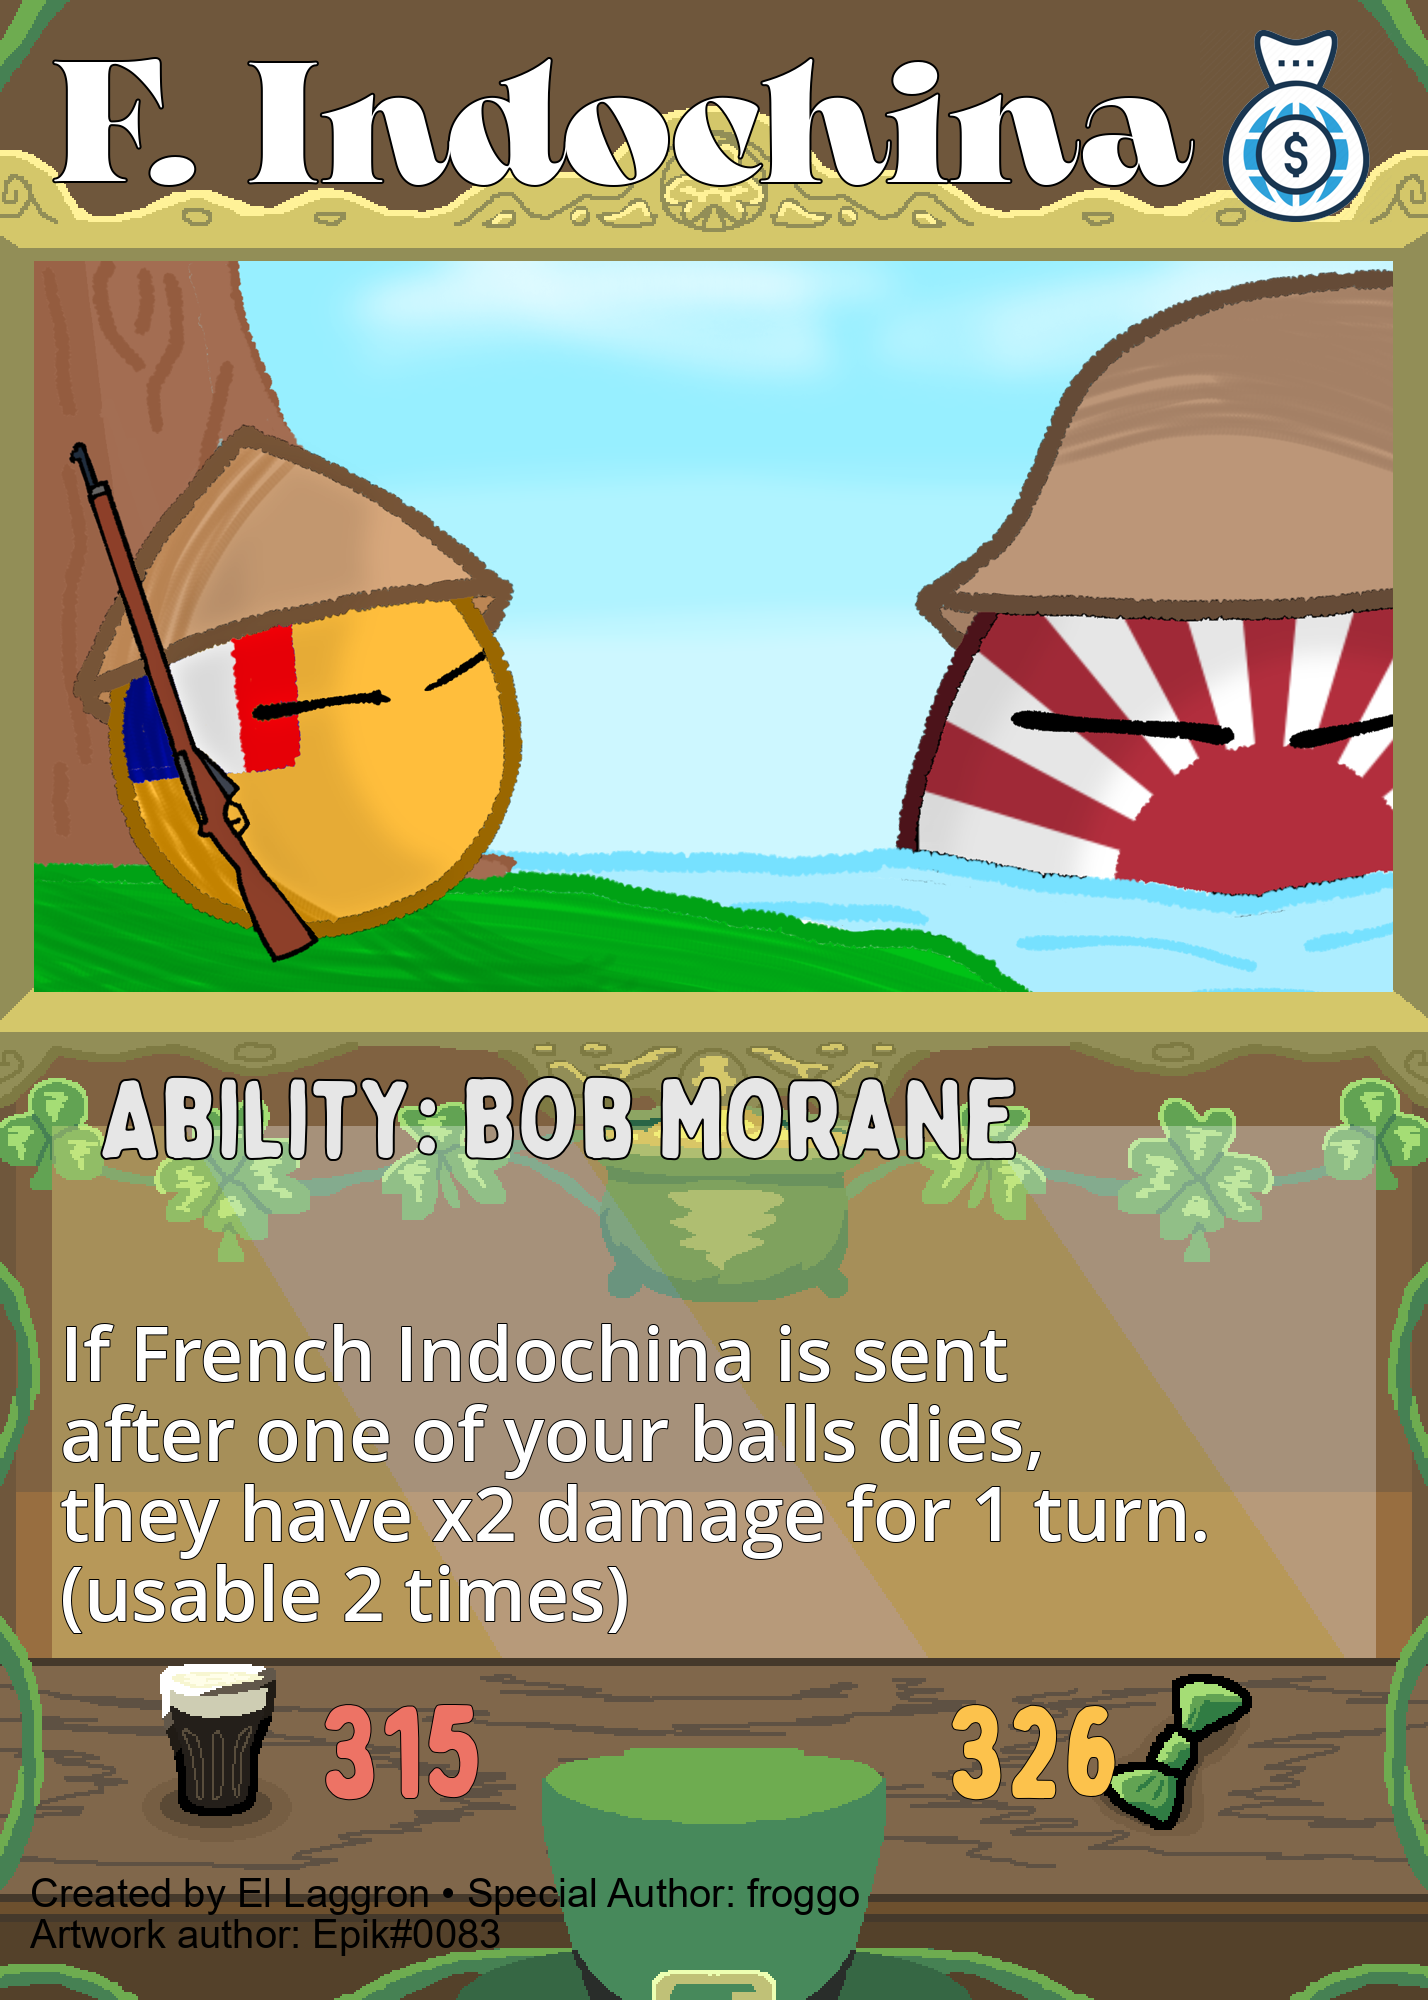 F. Indochina
$
ABILITY: BOB MORANE
If French Indochina is sent
after one of your balls dies,
they have x2 damage for 1 turn.
(usable 2 times)
315
326
Created by El Laggron • Special Author: froggo
Artwork author: Epik#0083